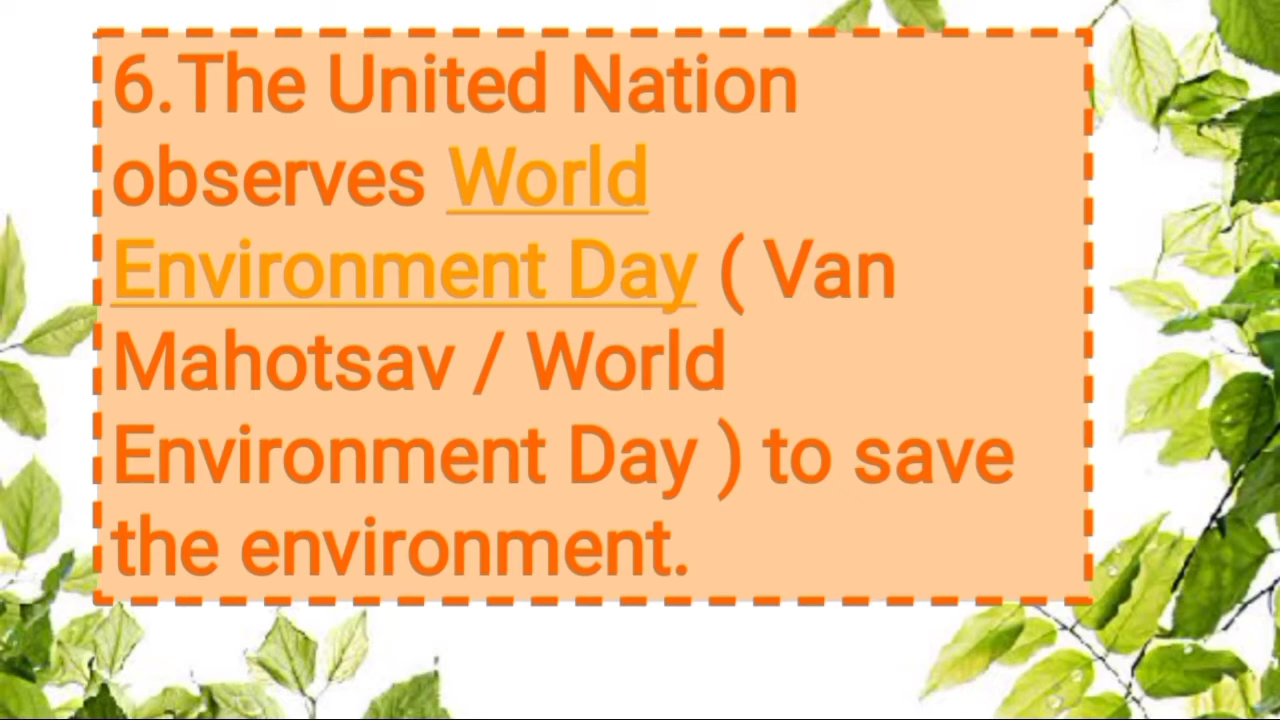 6.The United Nation
observes World
Environment Day ( Van
Mahotsav / World
Environment Day ) to save
the environment.